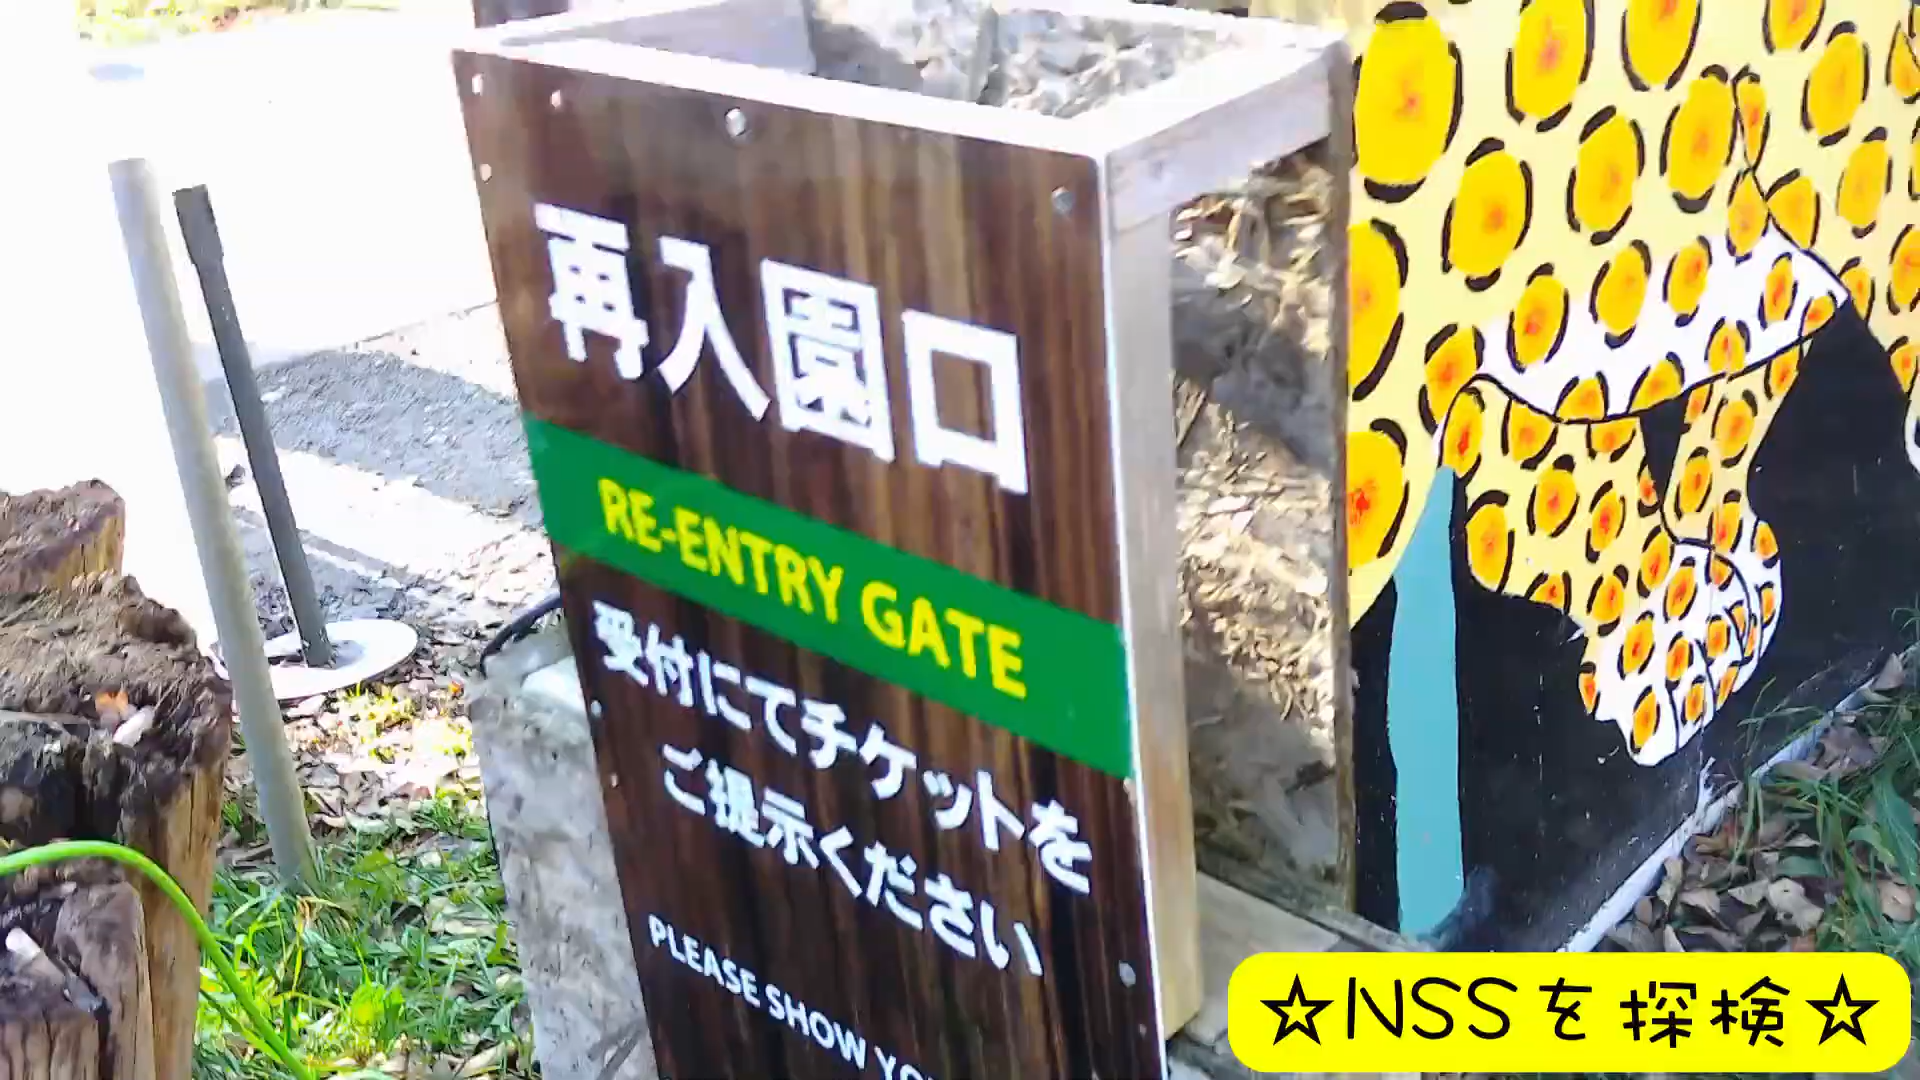 再入園口
RE-ENTRY GATE
受付にてチケットを
ご提示ください
PLEASE SHOW
☆NSSを探検☆